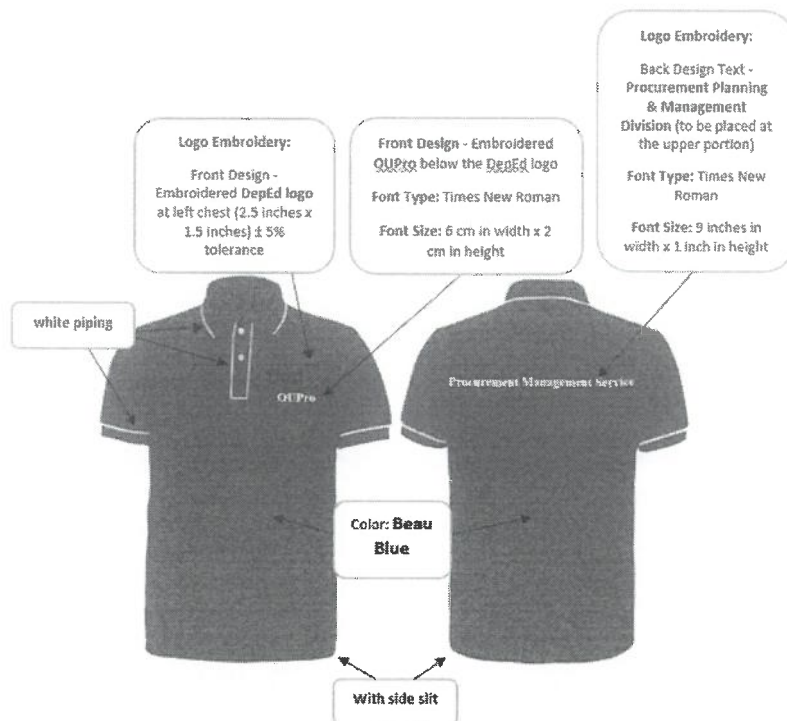 Logo Embroidery:
Back Design Text -
Procurement Planning
& Management
Division (to be placed at
the upper portion)
Font Type: Times New
Roman
Font Size: 9 inches in
width x 1 inch in height
Logo Embroidery:
Front Design -
Embroidered DepEd logo
at left chest (2.5 inches x
1.5 inches) ± 5%
tolerance
Front Design - Embroidered
QUPro below the DepEd logo
Font Type: Times New Roman
Font Size: 6 cm in width x 2
cm in height
white piping
QUPro
Procurement Management Service
Color: Beau
Blue
With side slit